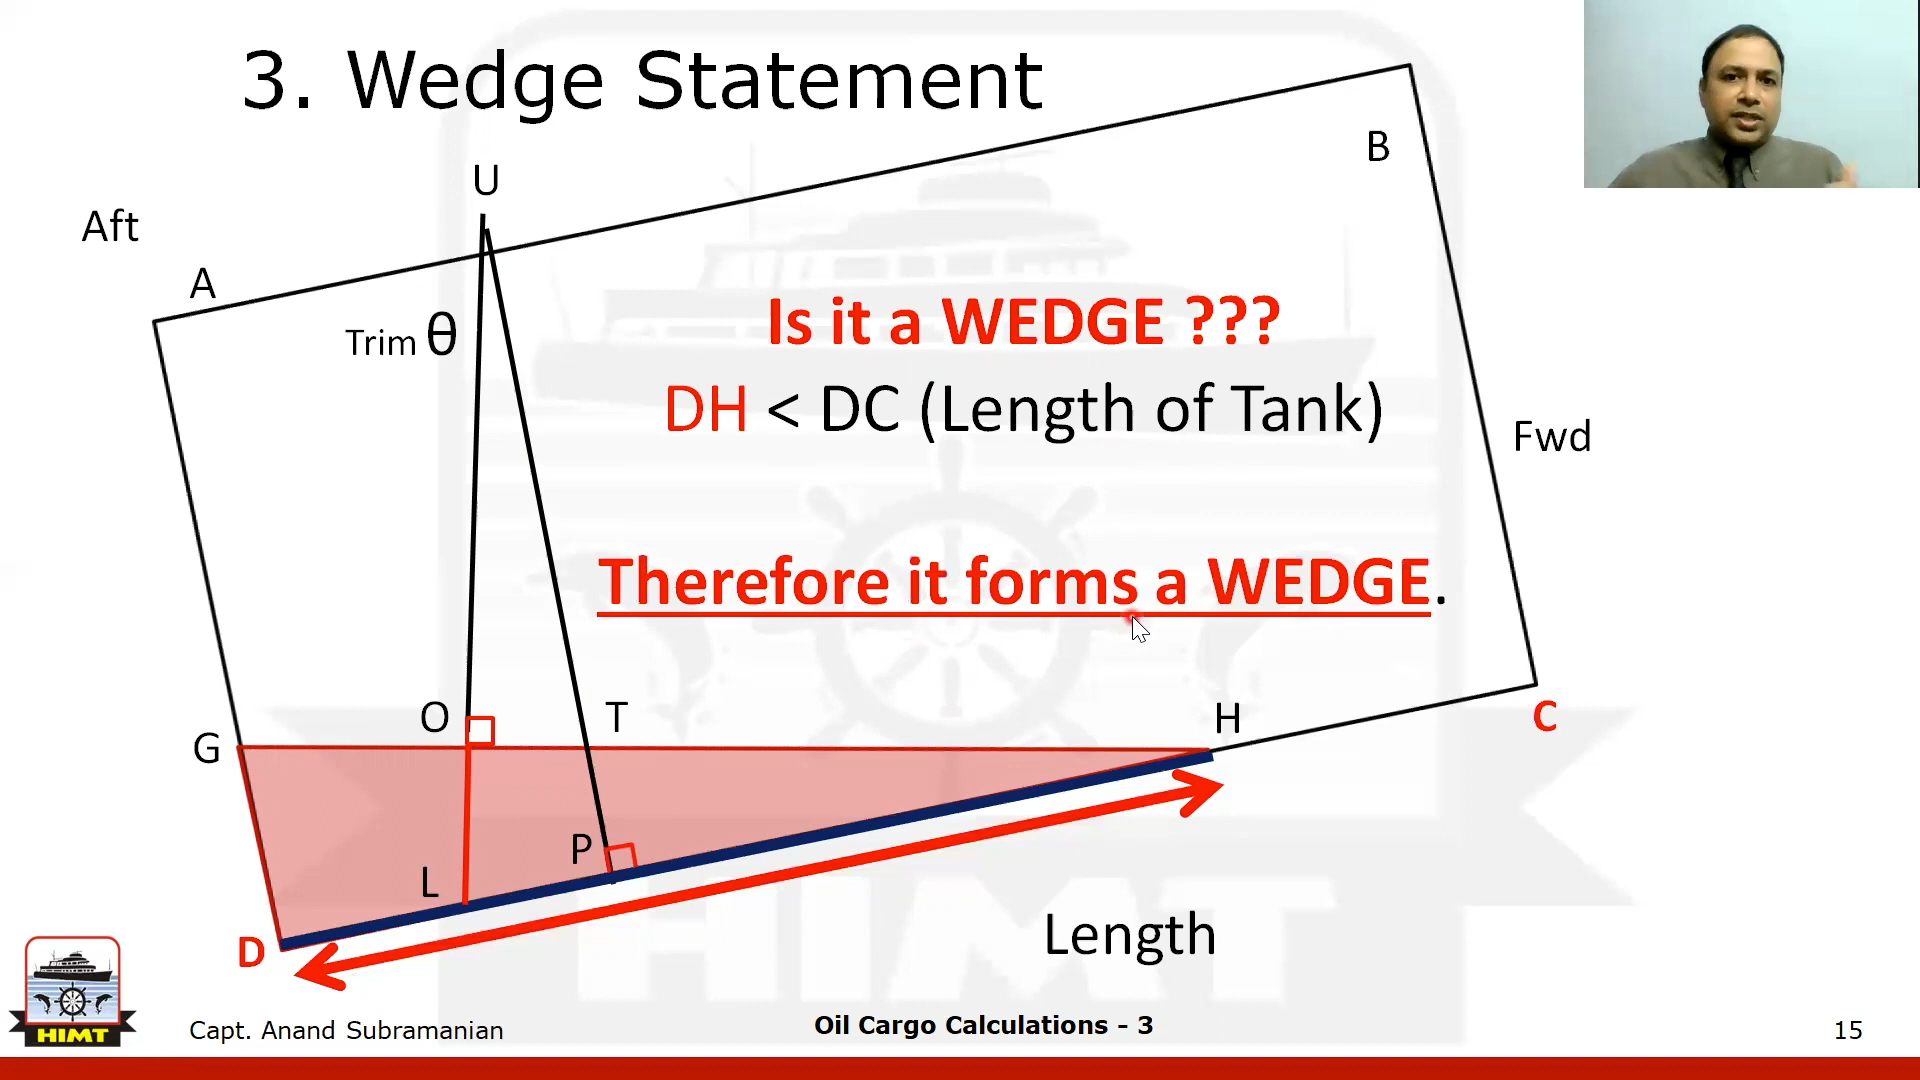 3. Wedge Statement
U
B
Aft
A
Trim θ
Is it a WEDGE ???
DH < DC (Length of Tank)
Fwd
Therefore it forms a WEDGE.
O
T
H
C
G
P
L
D
Length
HIMT
HIMT
Capt. Anand Subramanian
Oil Cargo Calculations - 3
15